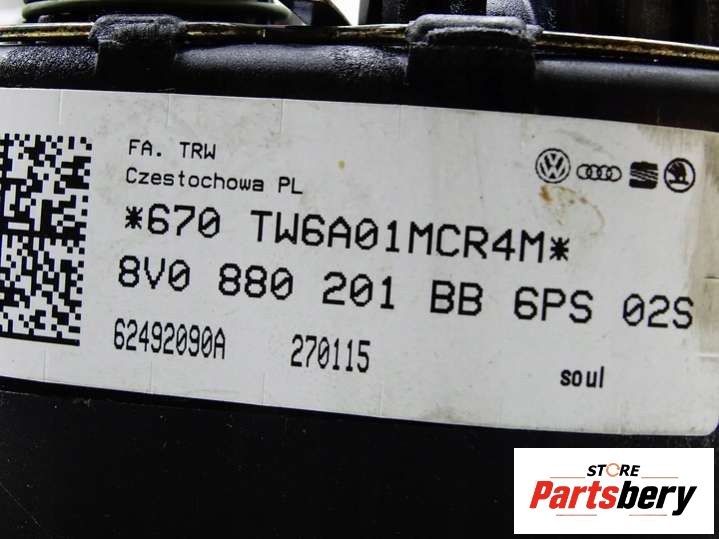 FA. TRW
Czestochowa PL
*670 TW6A01MCR4M*
8V0 880 201 BB 6PS 02S
62492090A 270115
soul
STORE
Partsbery